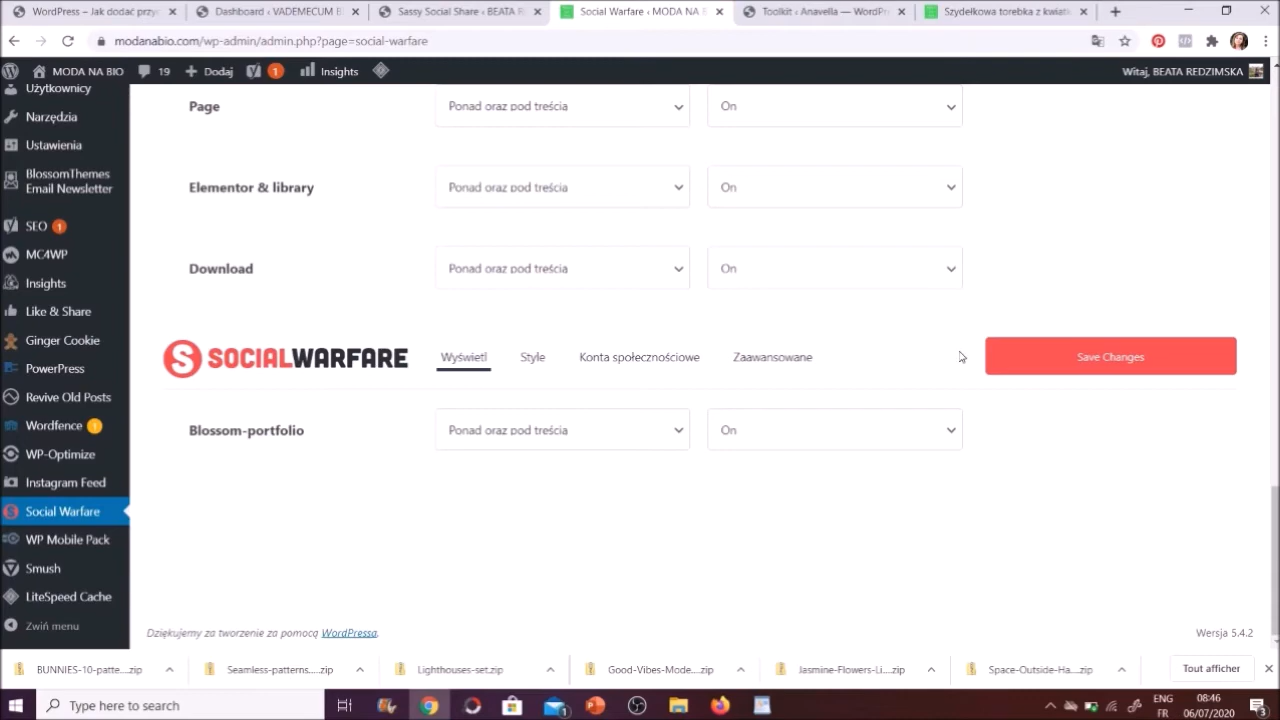 WordPress – Jak dodać przy
Dashboard ‹ VADEMECUM B
Sassy Social Share ‹ BEATA R
Social Warfare ‹ MODA NA B
Toolkit ‹ Anavella — WordPr
Szydełkowa torebka z kwiatk
modanabio.com/wp-admin/admin.php?page=social-warfare
MODA NA BIO
19
Dodaj
1
Insights
Witaj, BEATA REDZIMSKA
Użytkownicy
Narzędzia
Ustawienia
BlossomThemes
Email Newsletter
SEO 1
MC4WP
Insights
Like & Share
Ginger Cookie
PowerPress
Revive Old Posts
Wordfence 1
WP-Optimize
Instagram Feed
Social Warfare
WP Mobile Pack
Smush
LiteSpeed Cache
Zwiń menu
Page Ponad oraz pod treścia On
Elementor & library Ponad oraz pod treścia On
Download Ponad oraz pod treścia On
SOCIALWARFARE Wyświetl Style Konta społecznościowe Zaawansowane Save Changes
Blossom-portfolio Ponad oraz pod treścia On
Dziękujemy za tworzenie za pomocą WordPressa.
Wersja 5.4.2
BUNNIES-10-patte....zip
Seamless-patterns....zip
Lighthouses-set.zip
Good-Vibes-Mode....zip
Jasmine-Flowers-Li....zip
Space-Outside-Ha....zip
Tout afficher
Type here to search
1
ENG
FR
08:46
06/07/2020
3